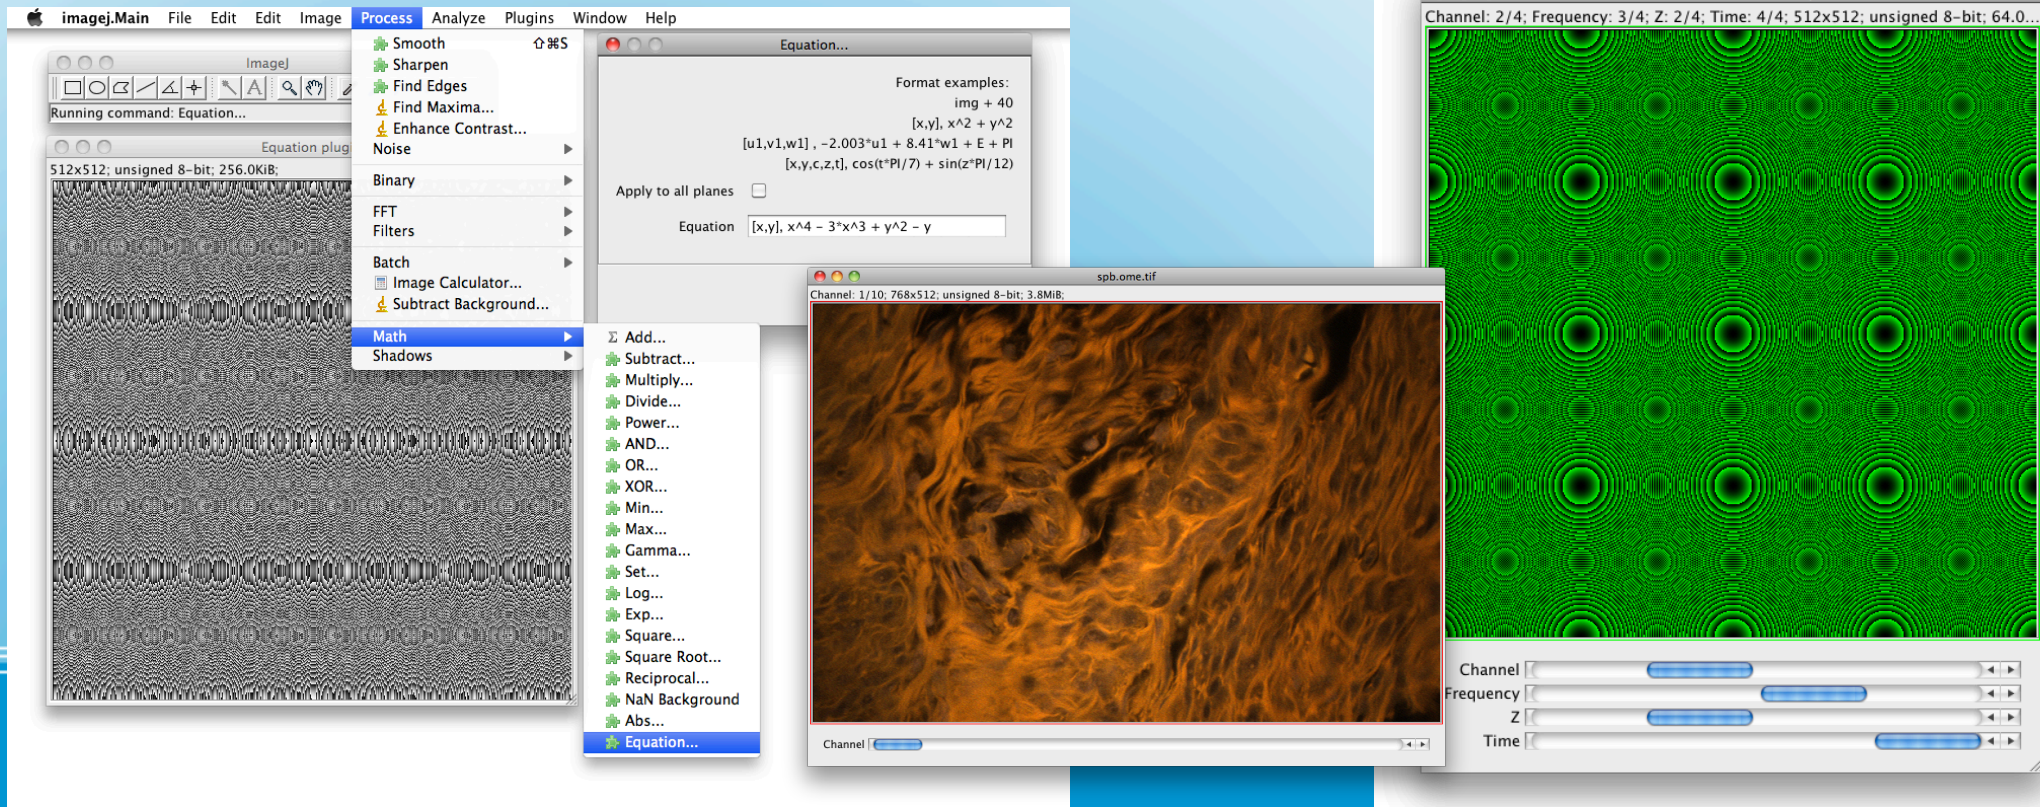 imagej.Main File Edit Edit Image Process Analyze Plugins Window Help
ImageJ
Running command: Equation...
Equation plug
512x512; unsigned 8-bit; 256.0KiB;
Smooth ⇧⌘S
Sharpen
Find Edges
Find Maxima...
Enhance Contrast...
Noise
Binary
FFT
Filters
Batch
Image Calculator...
Subtract Background...
Math
Shadows
Σ Add...
Subtract...
Multiply...
Divide...
Power...
AND...
OR...
XOR...
Min...
Max...
Gamma...
Set...
Log...
Exp...
Square...
Square Root...
Reciprocal...
NaN Background
Abs...
Equation...
Equation...
Format examples:
img + 40
[x,y], x^2 + y^2
[u1,v1,w1] , -2.003*u1 + 8.41*w1 + E + PI
[x,y,c,z,t], cos(t*PI/7) + sin(z*PI/12)
Apply to all planes
Equation [x,y], x^4 - 3*x^3 + y^2 - y
spb.ome.tif
Channel: 1/10; 768x512; unsigned 8-bit; 3.8MiB;
Channel
Channel: 2/4; Frequency: 3/4; Z: 2/4; Time: 4/4; 512x512; unsigned 8-bit; 64.0...
Channel
Frequency
Z
Time